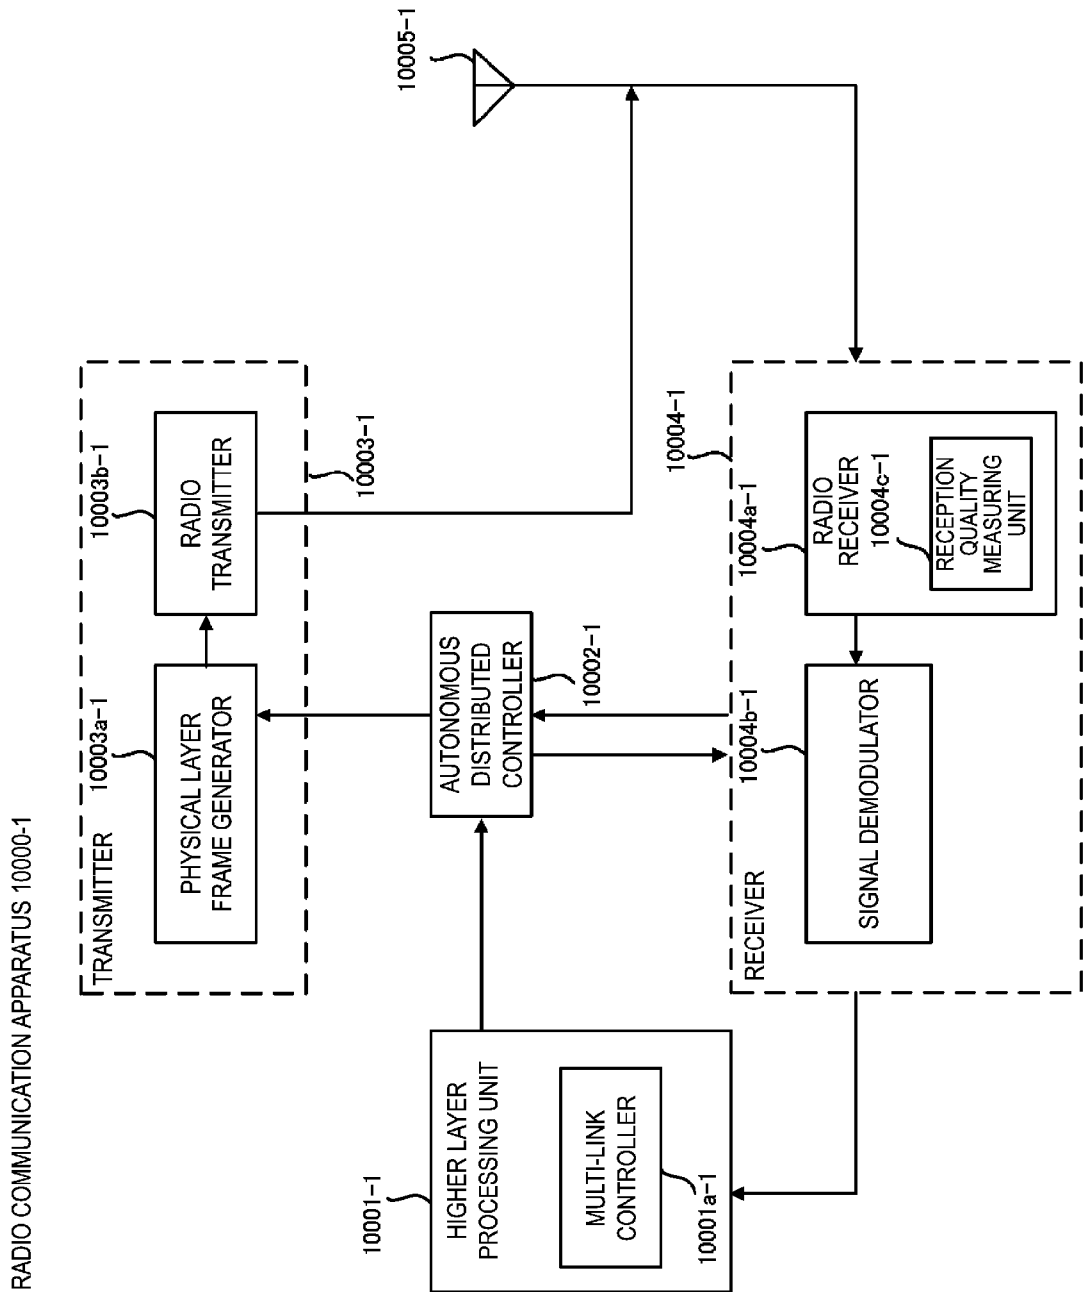 RADIO COMMUNICATION APPARATUS 10000-1
10001-1
HIGHER LAYER
PROCESSING UNIT
MULTI-LINK
CONTROLLER
10001a-1
TRANSMITTER
10003a-1
PHYSICAL LAYER
FRAME GENERATOR
10003b-1
RADIO
TRANSMITTER
10003-1
AUTONOMOUS
DISTRIBUTED
CONTROLLER
10002-1
10005-1
RECEIVER
10004b-1
SIGNAL DEMODULATOR
10004-1
10004a-1
RADIO
RECEIVER
10004c-1
RECEPTION
QUALITY
MEASURING
UNIT